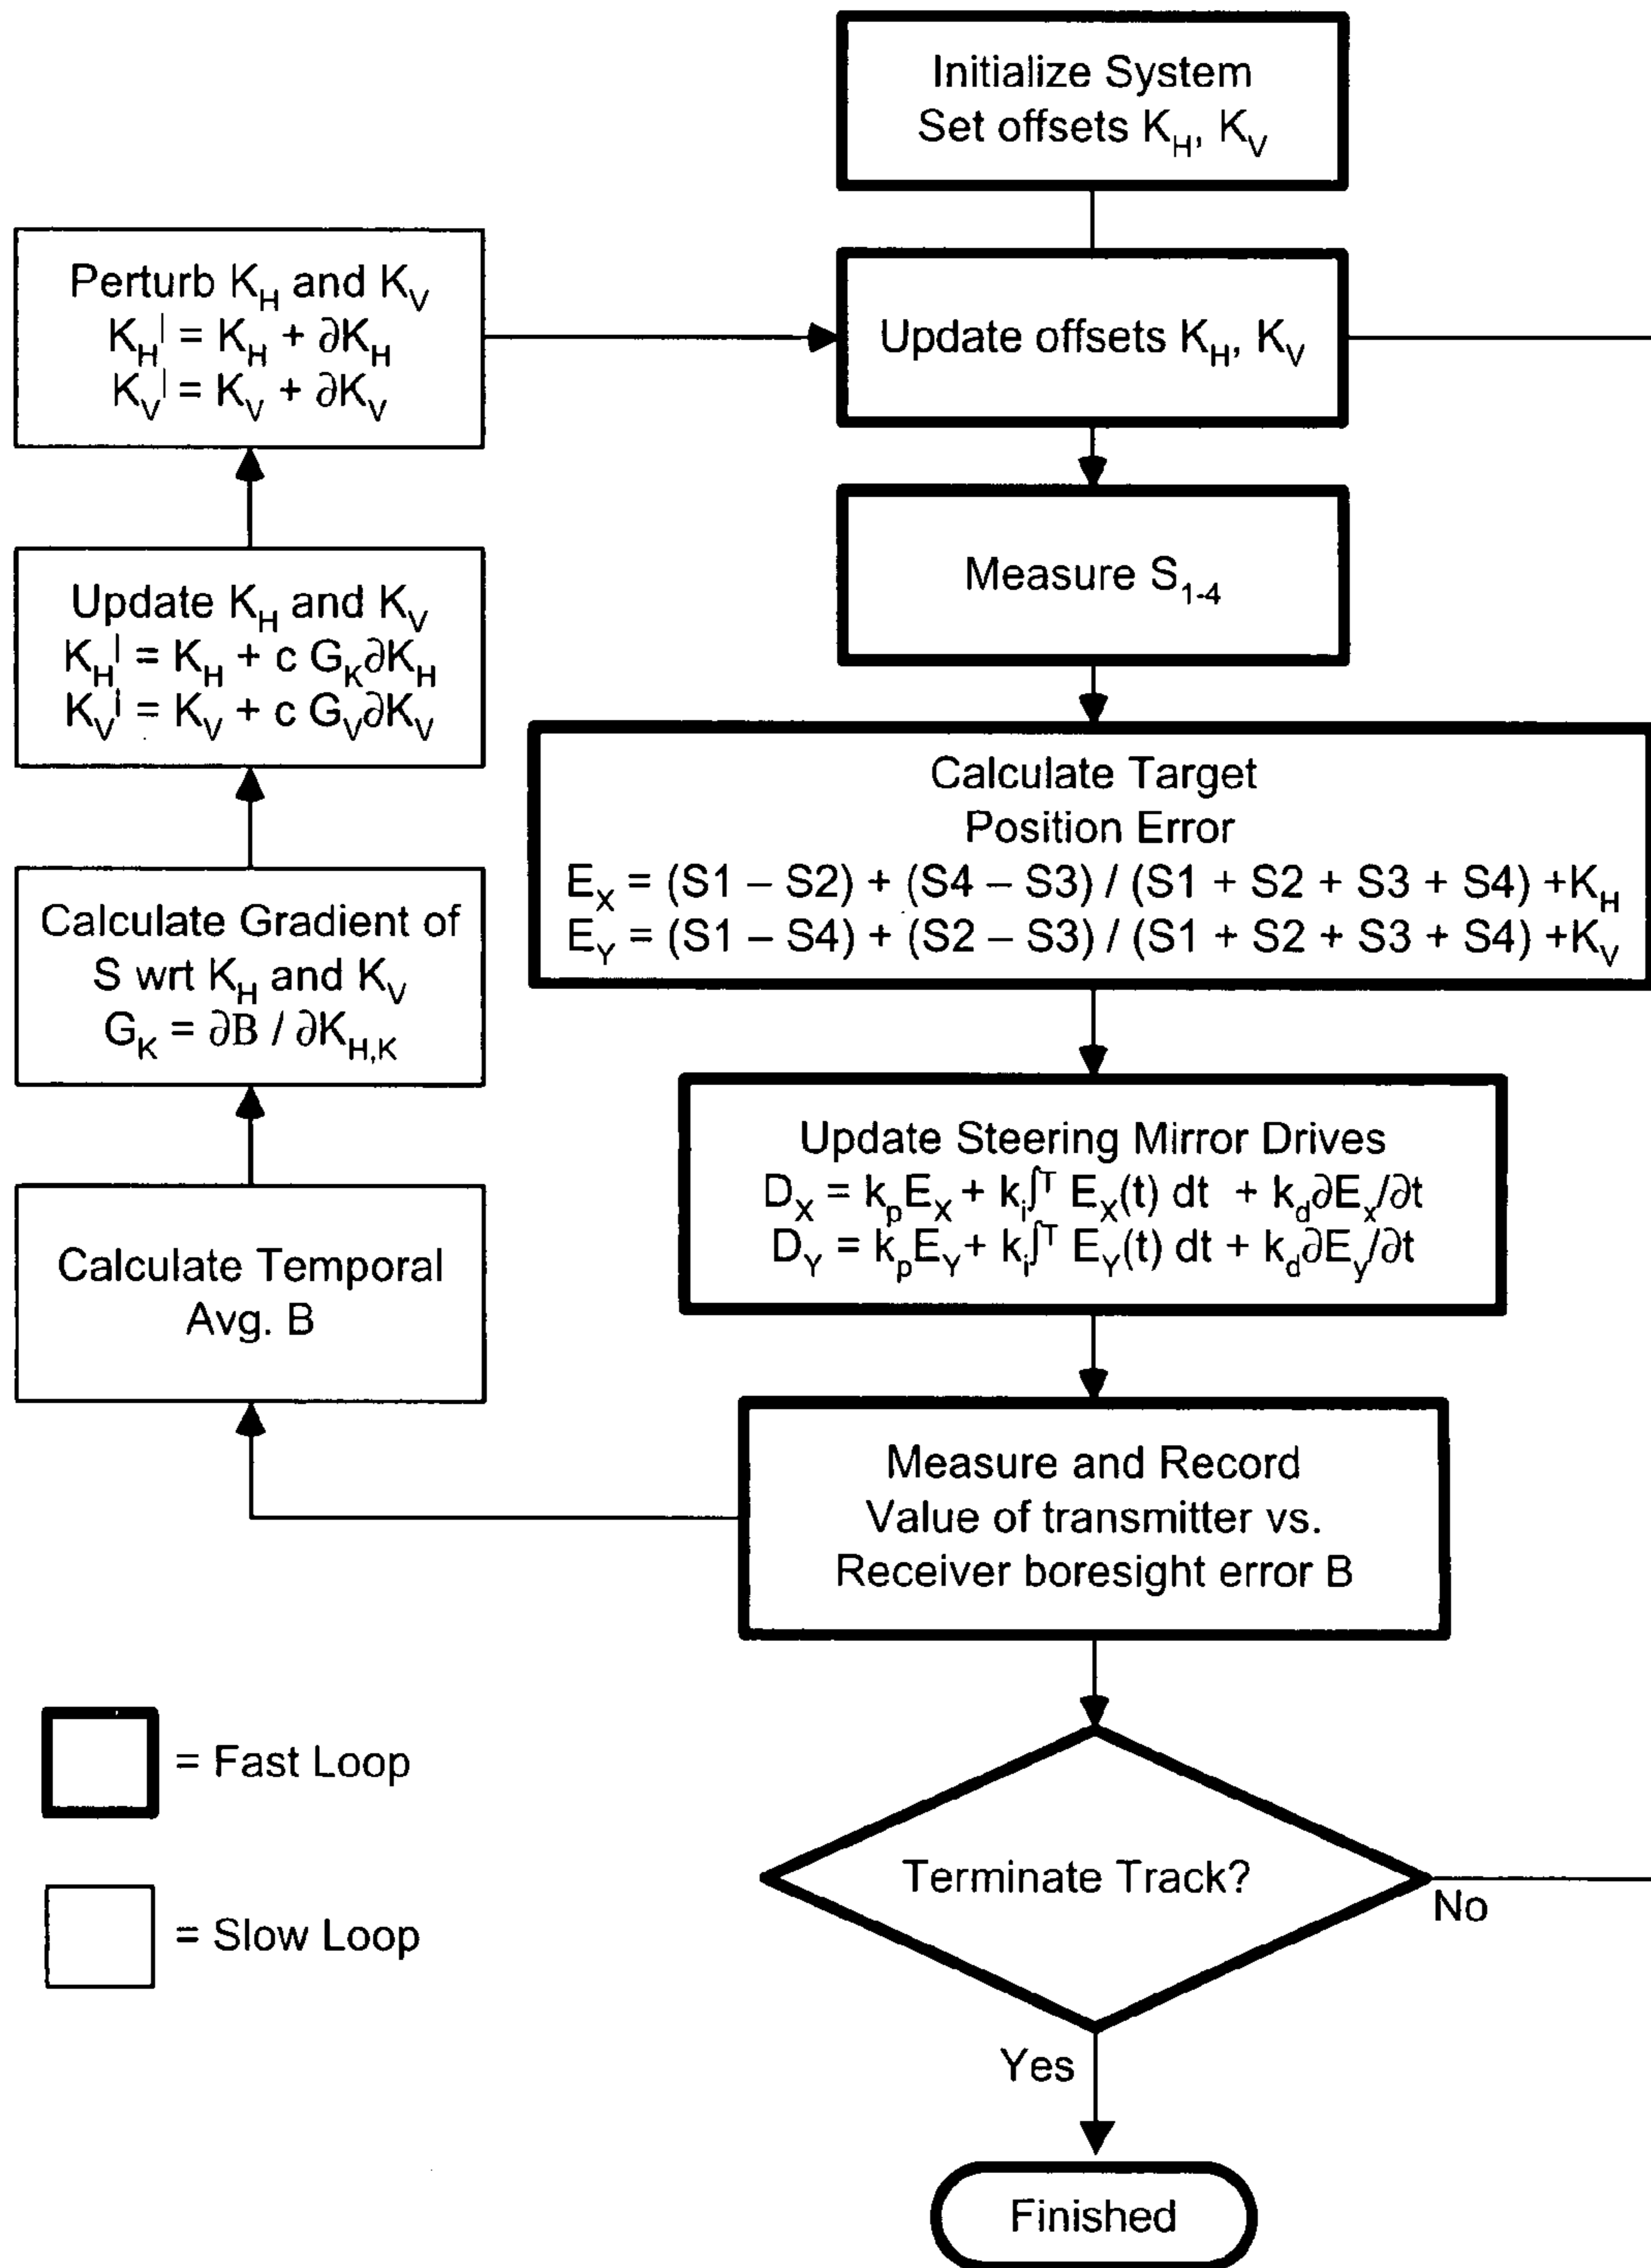 Initialize System
Set offsets K_H, K_V
Perturb K_H and K_V
K_H^| = K_H + ∂K_H
K_V^| = K_V + ∂K_V
Update offsets K_H, K_V
Measure S_1-4
Update K_H and K_V
K_H^| = K_H + c G_K∂K_H
K_V^| = K_V + c G_V∂K_V
Calculate Target
Position Error
E_X = (S1 – S2) + (S4 – S3) / (S1 + S2 + S3 + S4) +K_H
E_Y = (S1 – S4) + (S2 – S3) / (S1 + S2 + S3 + S4) +K_V
Calculate Gradient of
S wrt K_H and K_V
G_K = ∂B / ∂K_H,K
Update Steering Mirror Drives
D_X = k_pE_X + k_i∫^T E_X(t) dt + k_d∂E_x/∂t
D_Y = k_pE_Y + k_i∫^T E_Y(t) dt + k_d∂E_y/∂t
Calculate Temporal
Avg. B
Measure and Record
Value of transmitter vs.
Receiver boresight error B
= Fast Loop
= Slow Loop
Terminate Track?
No
Yes
Finished